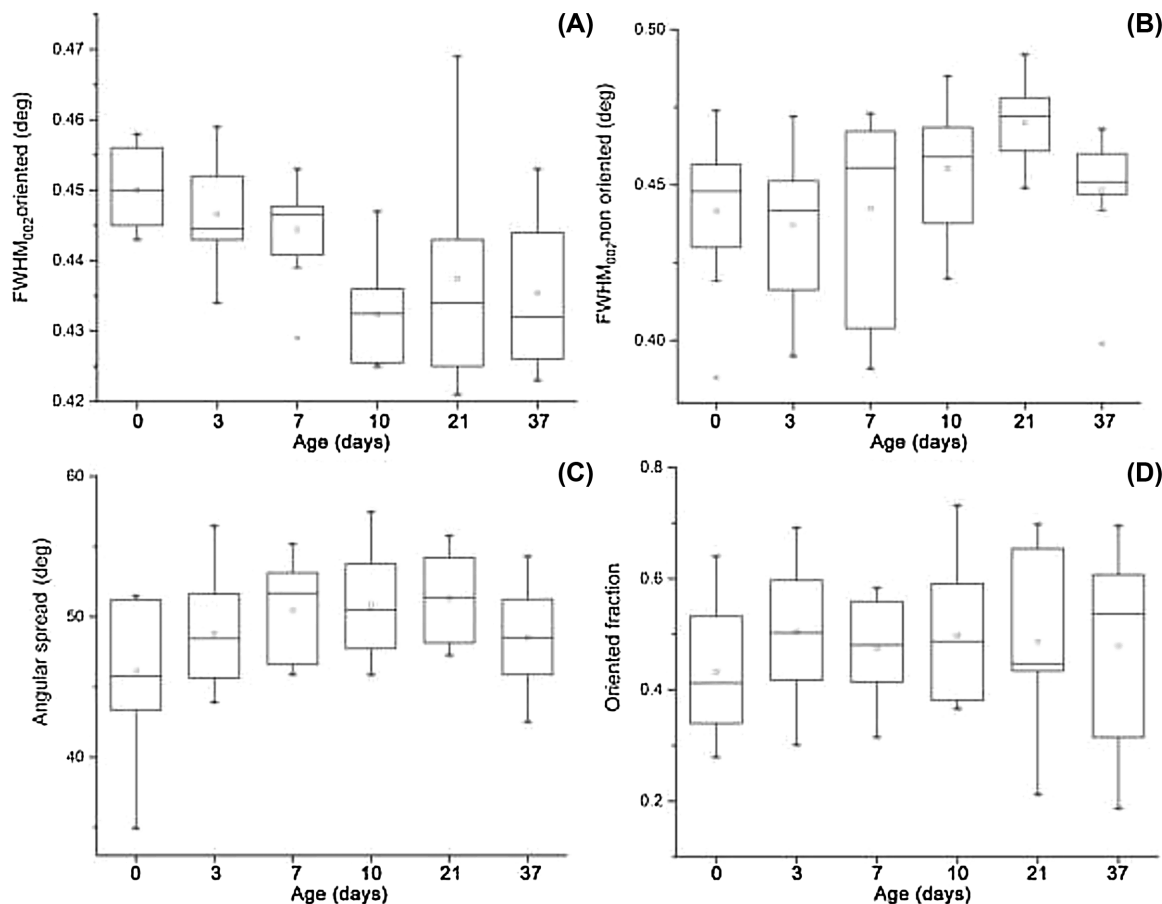 (A)
FWHM002oriented (deg)
0.47
0.46
0.45
0.44
0.43
0.42
0 3 7 10 21 37
Age (days)
(B)
FWHM002non oriented (deg)
0.50
0.45
0.40
0 3 7 10 21 37
Age (days)
(C)
Angular spread (deg)
60
50
40
0 3 7 10 21 37
Age (days)
(D)
Oriented fraction
0.8
0.6
0.4
0.2
0 3 7 10 21 37
Age (days)